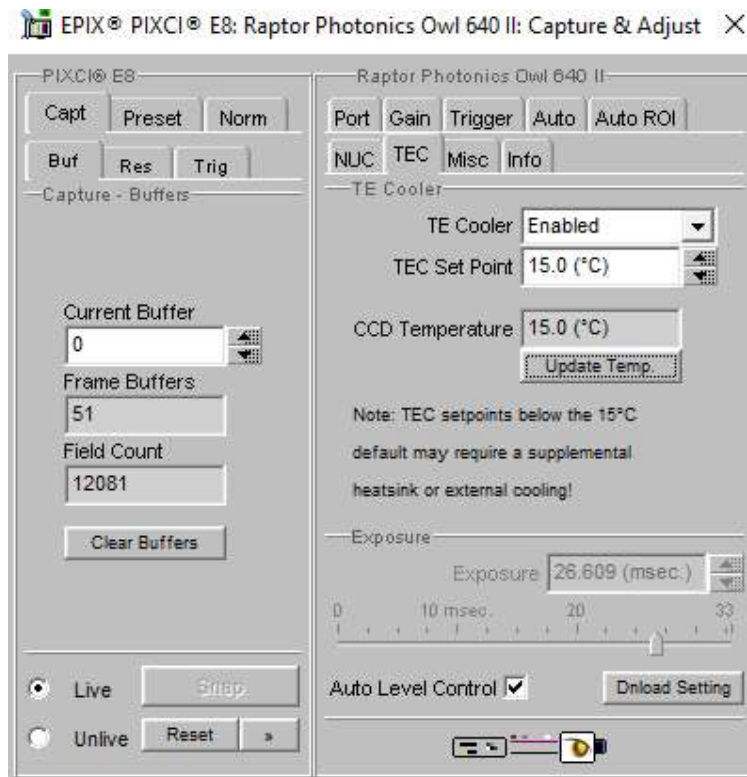 EPIX® PIXCI® E8: Raptor Photonics Owl 640 II: Capture & Adjust
PIXCI® E8
Capt Preset Norm
Buf Res Trig
Capture - Buffers
Current Buffer
0
Frame Buffers
51
Field Count
12081
Clear Buffers
Live Snap
Unlive Reset »
Raptor Photonics Owl 640 II
Port Gain Trigger Auto Auto ROI
NUC TEC Misc Info
TE Cooler
TE Cooler Enabled
TEC Set Point 15.0 (°C)
CCD Temperature 15.0 (°C)
Update Temp.
Note: TEC setpoints below the 15°C
default may require a supplemental
heatsink or external cooling!
Exposure
Exposure 26.609 (msec.)
0 10 msec. 20 33
Auto Level Control Dnload Setting